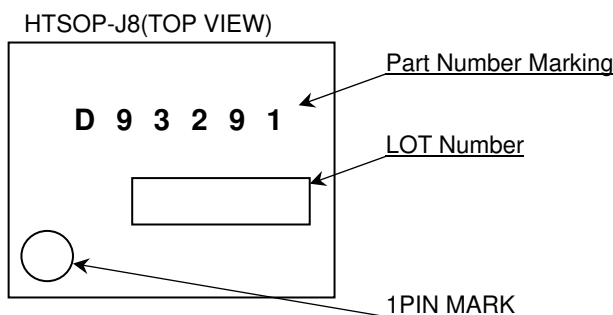 HTSOP-J8(TOP VIEW)
Part Number Marking
D 9 3 2 9 1
LOT Number
1PIN MARK